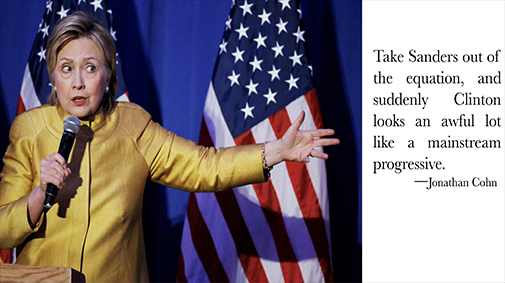 Take Sanders out of
the equation, and
suddenly Clinton
looks an awful lot
like a mainstream
progressive.
—Jonathan Cohn